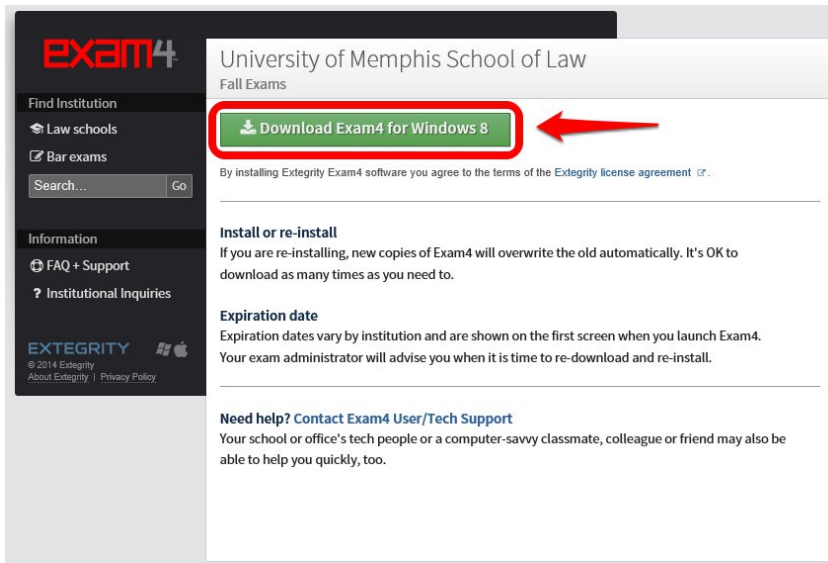 exam4
Find Institution
Law schools
Bar exams
Search... Go
Information
FAQ + Support
? Institutional Inquiries
EXTEGRITY
© 2014 Extegrity
About Extegrity | Privacy Policy
University of Memphis School of Law
Fall Exams
Download Exam4 for Windows 8
By installing Extegrity Exam4 software you agree to the terms of the Extegrity license agreement .
Install or re-install
If you are re-installing, new copies of Exam4 will overwrite the old automatically. It's OK to
download as many times as you need to.
Expiration date
Expiration dates vary by institution and are shown on the first screen when you launch Exam4.
Your exam administrator will advise you when it is time to re-download and re-install.
Need help? Contact Exam4 User/Tech Support
Your school or office's tech people or a computer-savvy classmate, colleague or friend may also be
able to help you quickly, too.